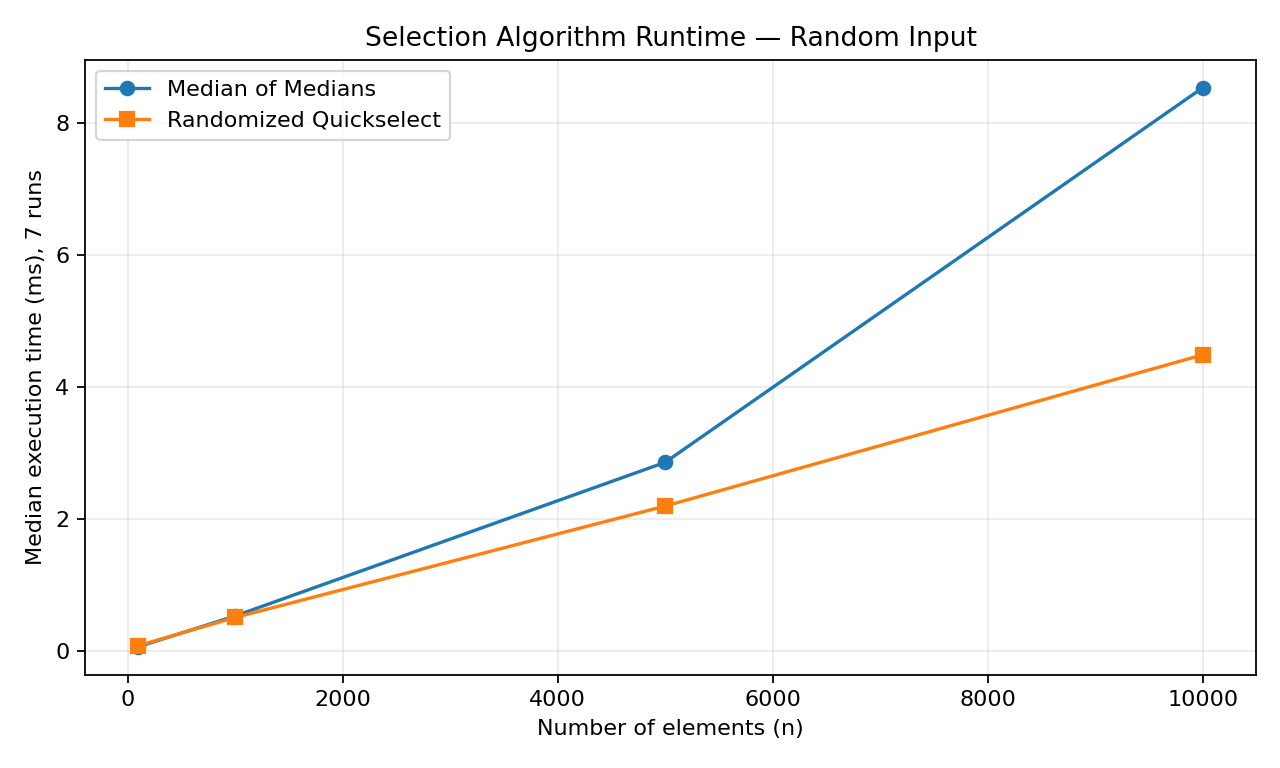 Selection Algorithm Runtime — Random Input
Median of Medians
Randomized Quickselect
Median execution time (ms), 7 runs
8
6
4
2
0
0 2000 4000 6000 8000 10000
Number of elements (n)